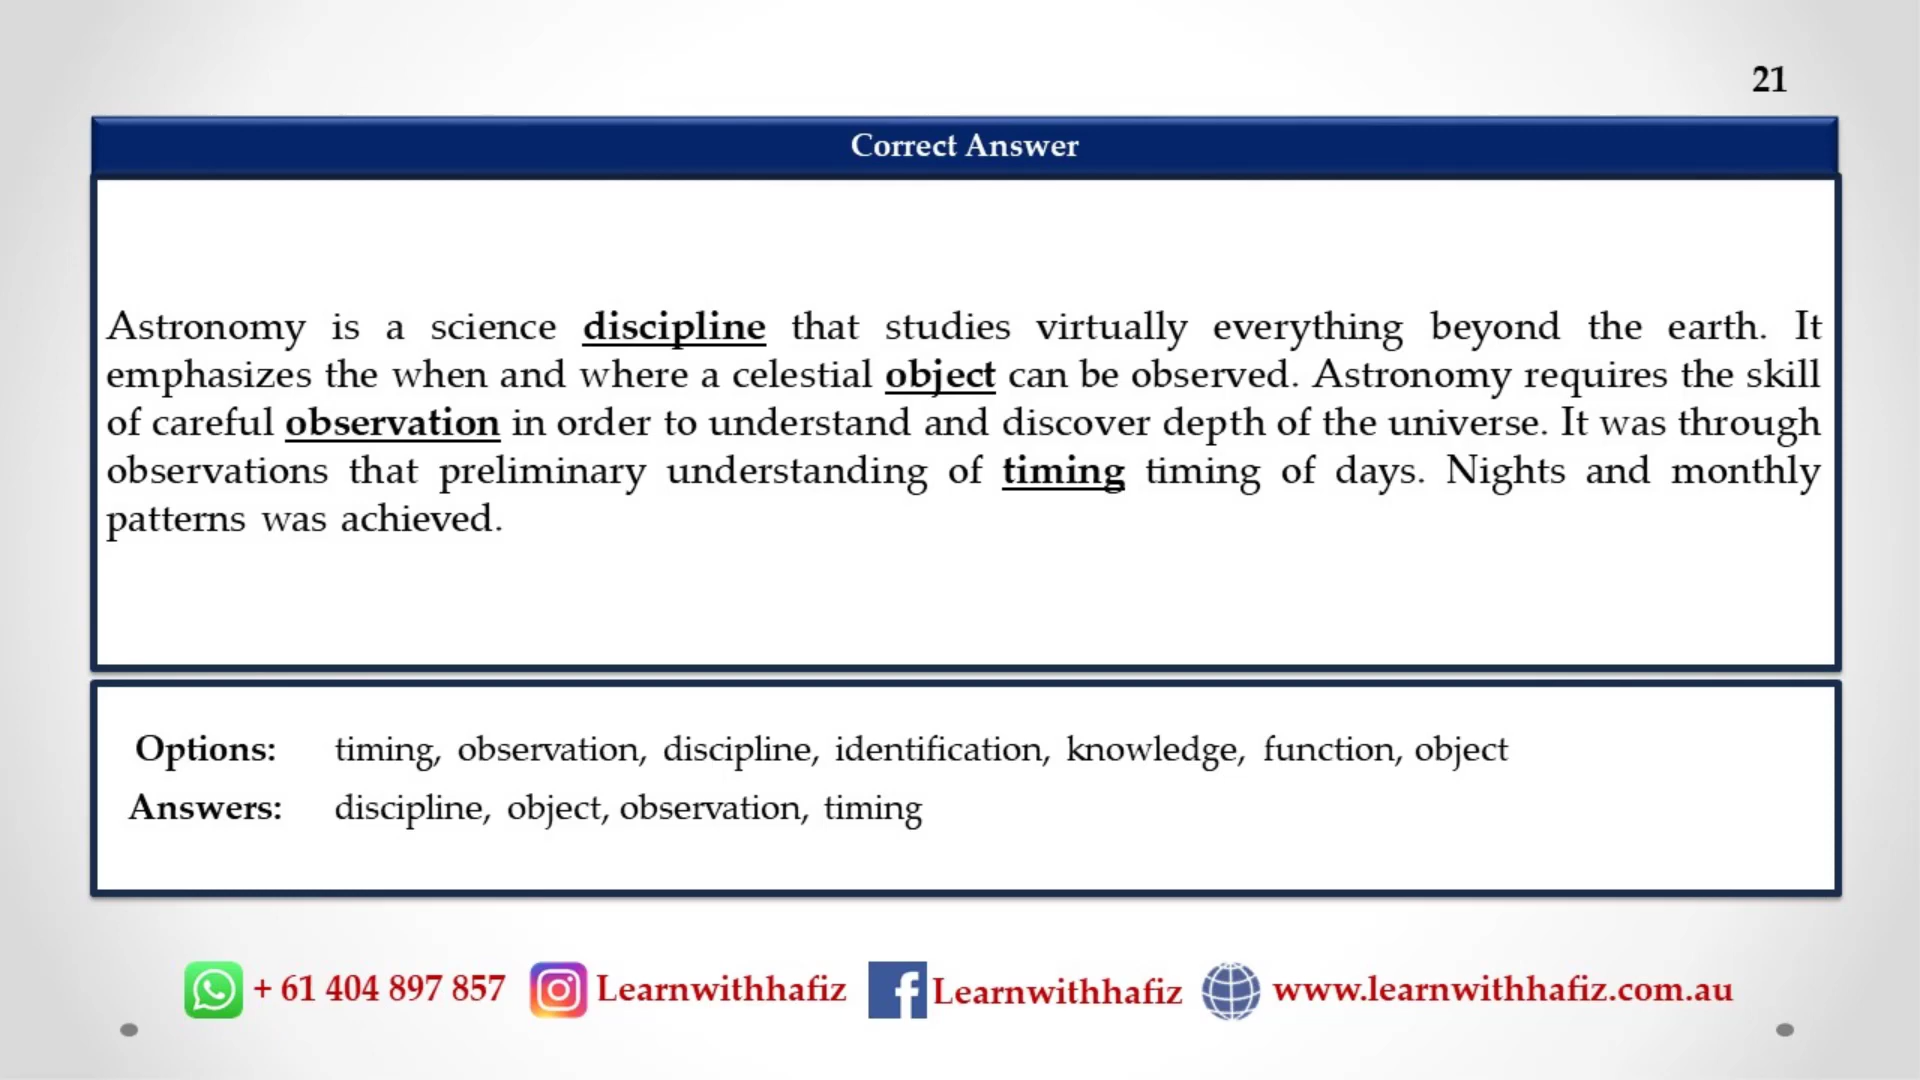 21
Correct Answer
Astronomy is a science discipline that studies virtually everything beyond the earth. It
emphasizes the when and where a celestial object can be observed. Astronomy requires the skill
of careful observation in order to understand and discover depth of the universe. It was through
observations that preliminary understanding of timing timing of days. Nights and monthly
patterns was achieved.
Options: timing, observation, discipline, identification, knowledge, function, object
Answers: discipline, object, observation, timing
+ 61 404 897 857 Learnwithhafiz Learnwithhafiz www.learnwithhafiz.com.au